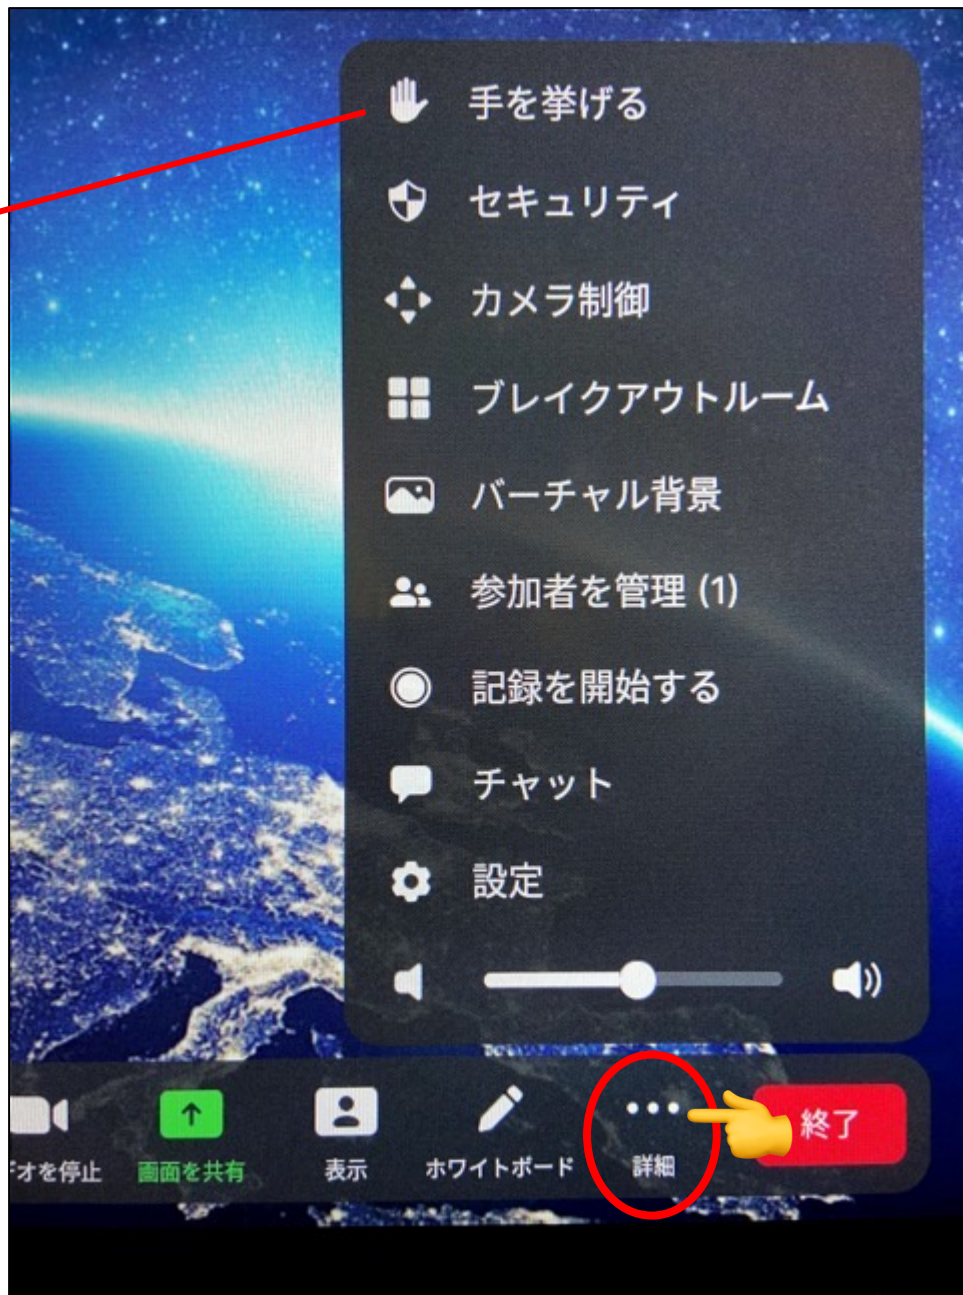 手を挙げる
セキュリティ
カメラ制御
ブレイクアウトルーム
バーチャル背景
参加者を管理 (1)
記録を開始する
チャット
設定
オを停止
画面を共有
表示
ホワイトボード
詳細
終了